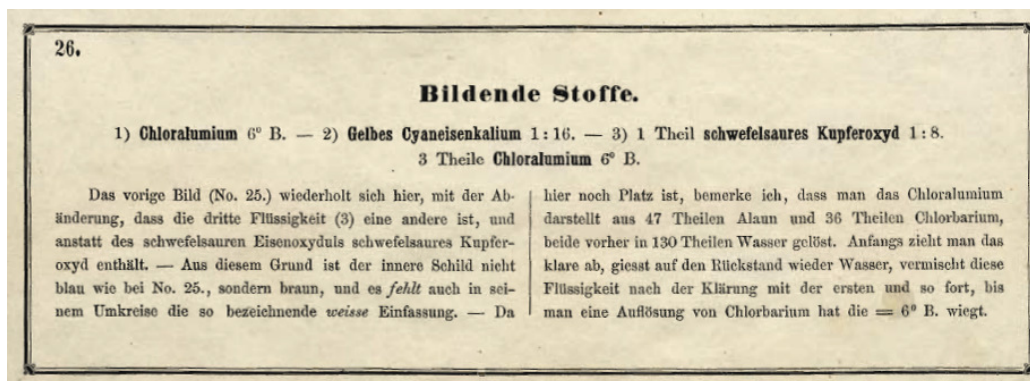 26.
Bildende Stoffe.
1) Chloralumium 6° B. — 2) Gelbes Cyaneisenkalium 1 : 16. — 3) 1 Theil schwefelsaures Kupferoxyd 1 : 8.
3 Theile Chloralumium 6° B.
Das vorige Bild (No. 25.) wiederholt sich hier, mit der Ab-
änderung, dass die dritte Flüssigkeit (3) eine andere ist, und
anstatt des schwefelsauren Eisenoxyduls schwefelsaures Kupfer-
oxyd enthält. — Aus diesem Grund ist der innere Schild nicht
blau wie bei No. 25., sondern braun, und es fehlt auch in sei-
nem Umkreise die so bezeichnende weisse Einfassung. — Da
hier noch Platz ist, bemerke ich, dass man das Chloralumium
darstellt aus 47 Theilen Alaun und 36 Theilen Chlorbarium,
beide vorher in 130 Theilen Wasser gelöst. Anfangs zieht man das
klare ab, giesst auf den Rückstand wieder Wasser, vermischt diese
Flüssigkeit nach der Klärung mit der ersten und so fort, bis
man eine Auflösung von Chlorbarium hat die = 6° B. wiegt.